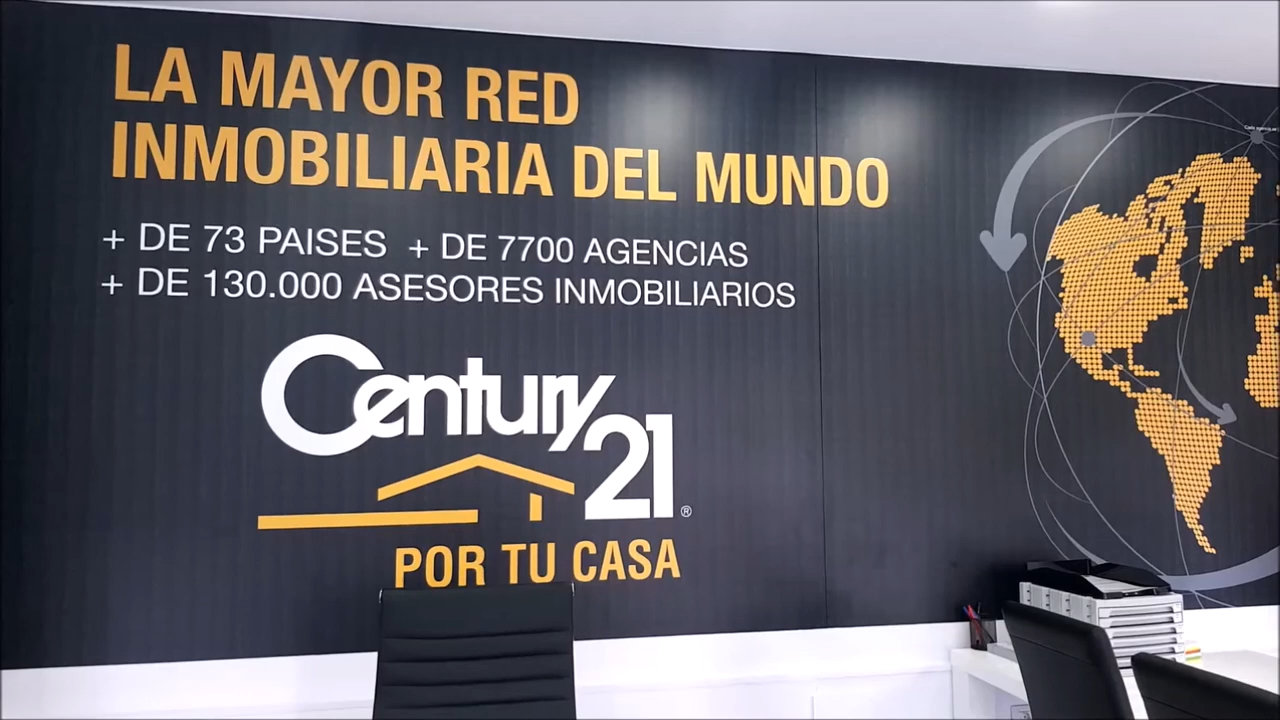 LA MAYOR RED
INMOBILIARIA DEL MUNDO
+ DE 73 PAISES + DE 7700 AGENCIAS
+ DE 130.000 ASESORES INMOBILIARIOS
Century
21®
POR TU CASA